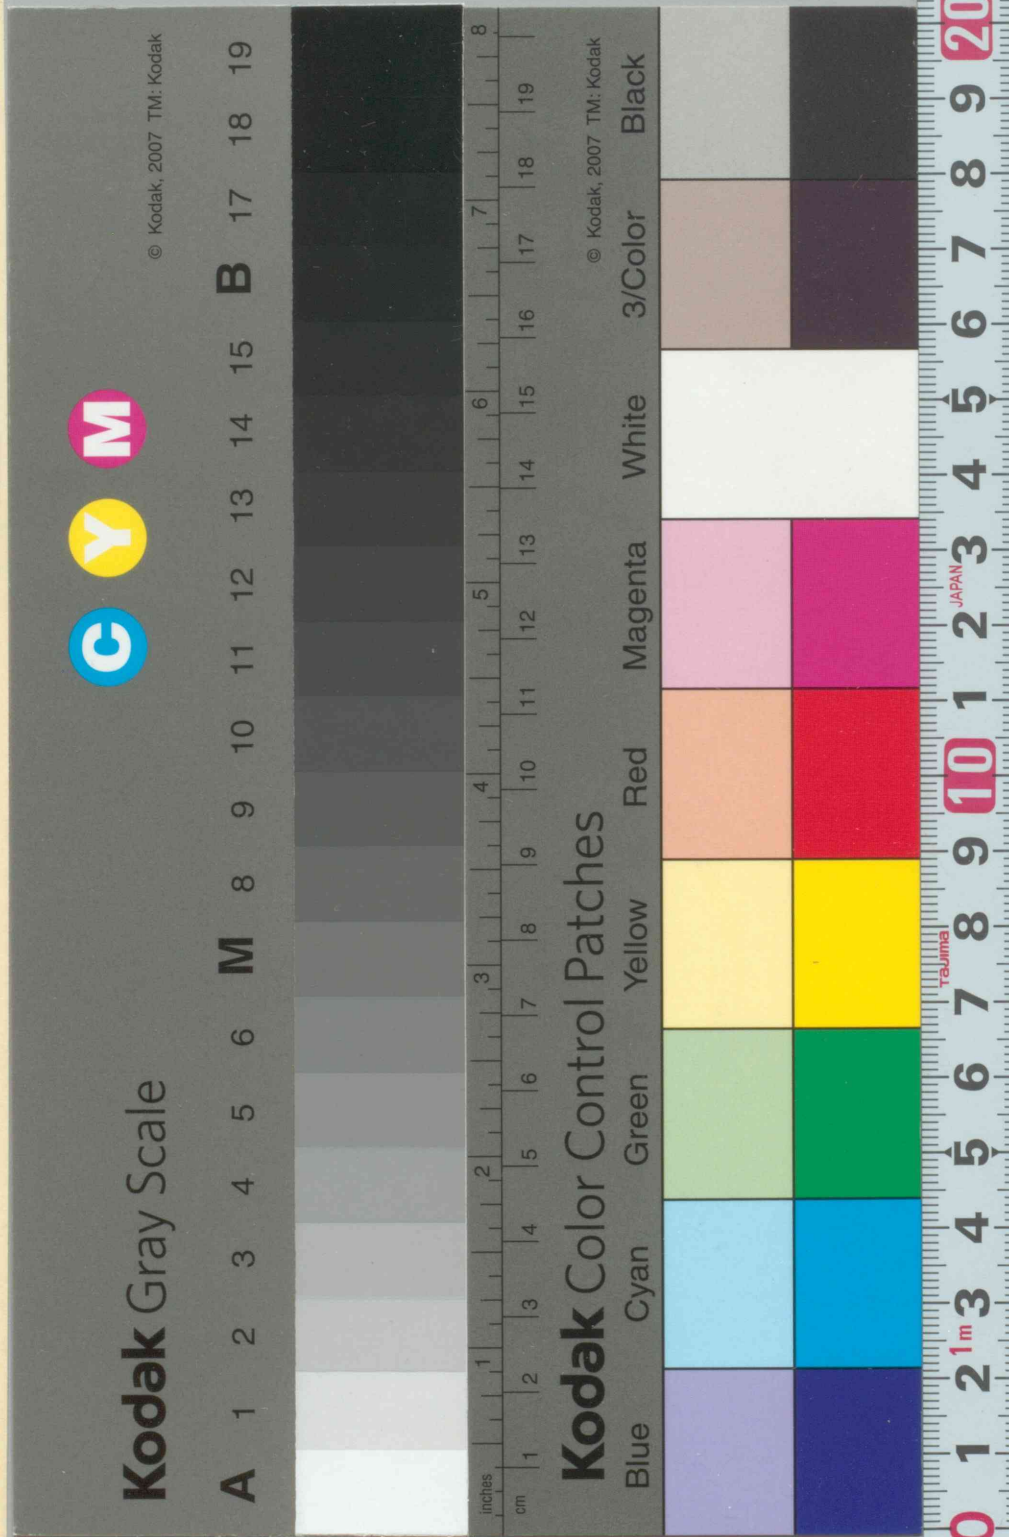 Kodak Gray Scale
C Y M
© Kodak, 2007 TM: Kodak
A 1 2 3 4 5 6 M 8 9 10 11 12 13 14 15 B 17 18 19
inches 1 2 3 4 5 6 7 8
cm 1 2 3 4 5 6 7 8 9 10 11 12 13 14 15 16 17 18 19
Kodak Color Control Patches
© Kodak, 2007 TM: Kodak
Blue Cyan Green Yellow Red Magenta White 3/Color Black
0 1 2 1m 3 4 5 6 7 Tajima 8 9 10 1 2 JAPAN 3 4 5 6 7 8 9 20